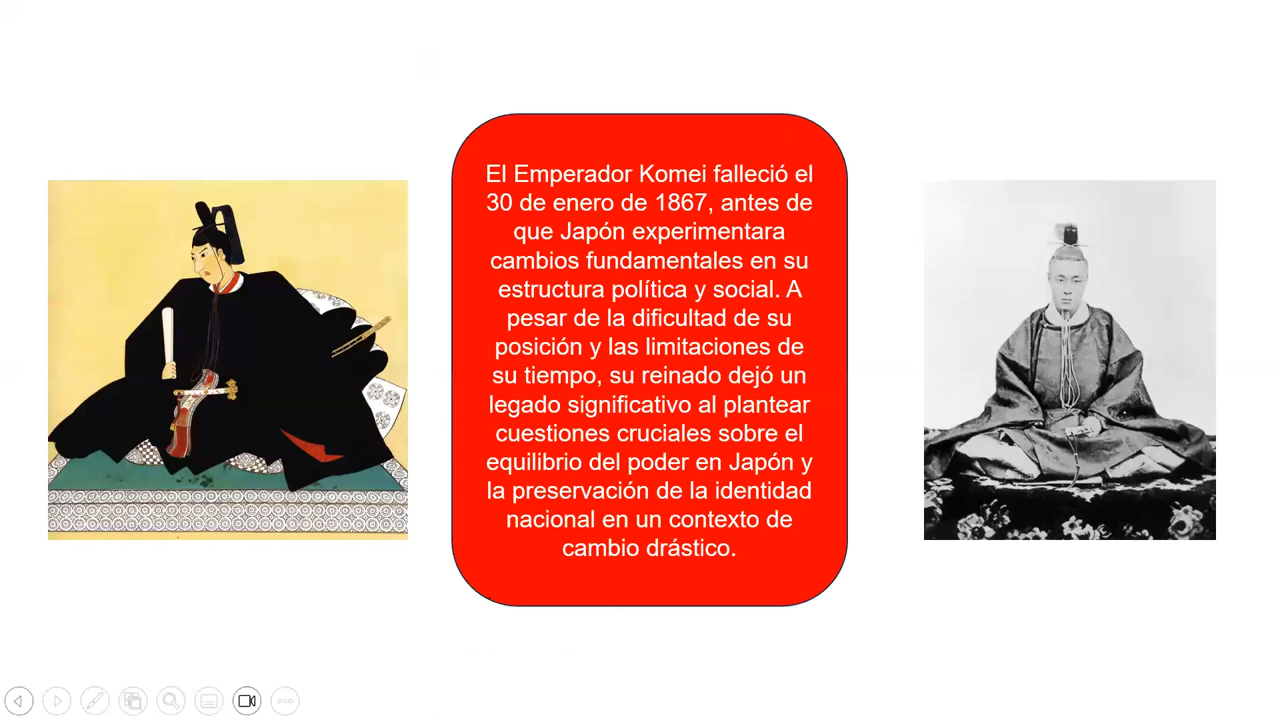 El Emperador Komei falleció el
30 de enero de 1867, antes de
que Japón experimentara
cambios fundamentales en su
estructura política y social. A
pesar de la dificultad de su
posición y las limitaciones de
su tiempo, su reinado dejó un
legado significativo al plantear
cuestiones cruciales sobre el
equilibrio del poder en Japón y
la preservación de la identidad
nacional en un contexto de
cambio drástico.